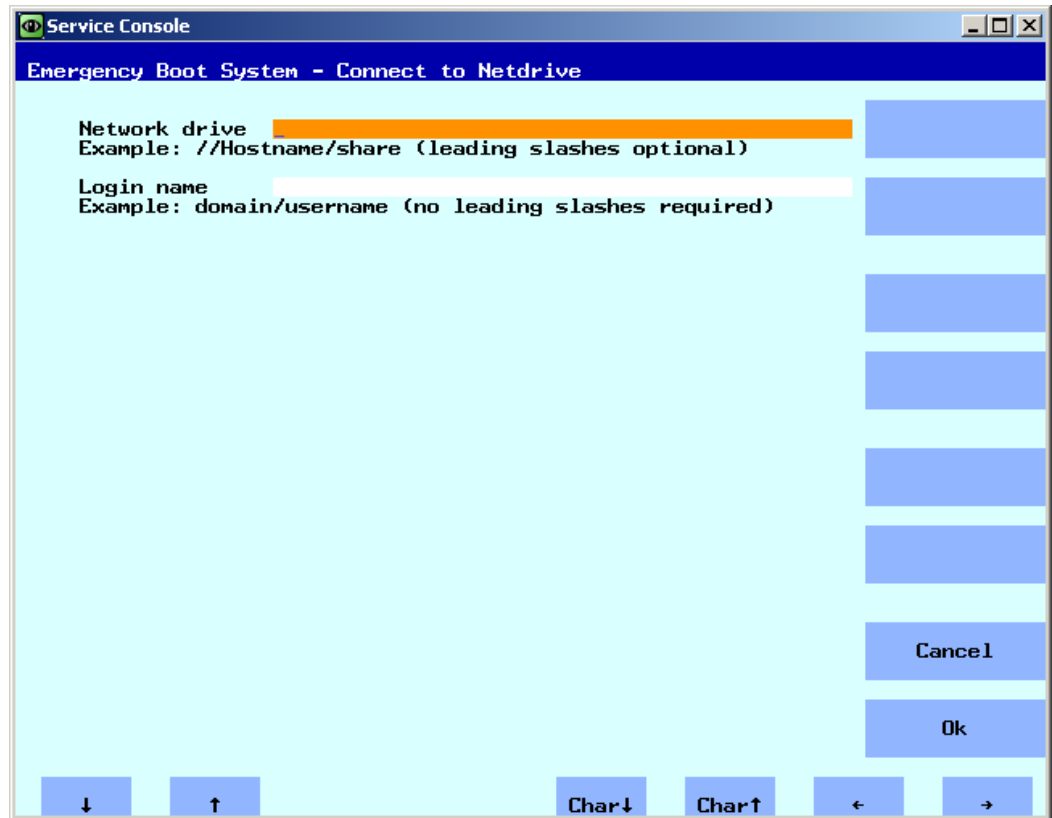 Service Console
Emergency Boot System - Connect to Netdrive
Network drive _
Example: //Hostname/share (leading slashes optional)
Login name
Example: domain/username (no leading slashes required)
Cancel
Ok
↓ ↑ Char↓ Char↑ ← →